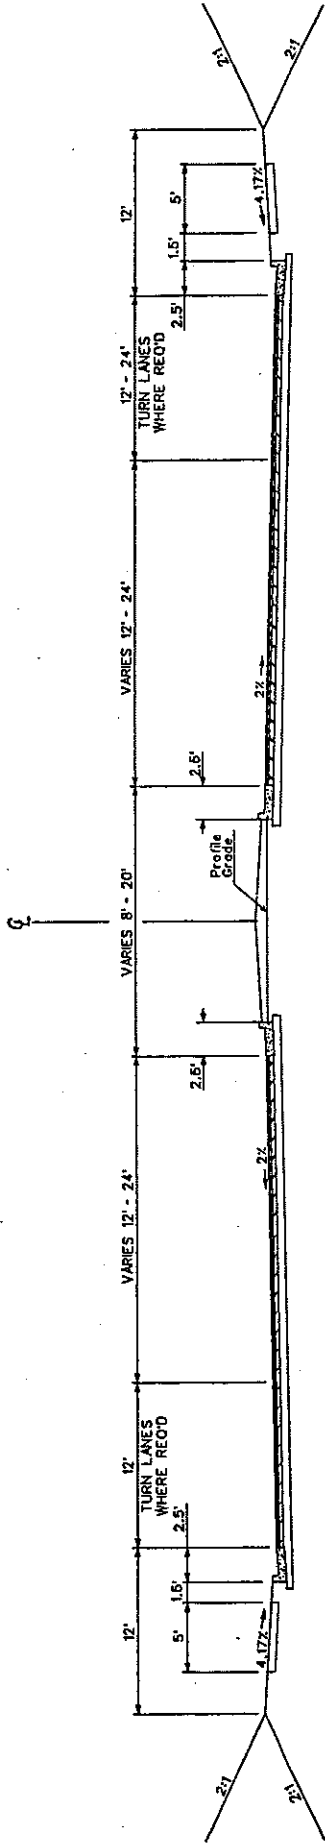 ℄
12'
12'
TURN LANES
WHERE REQ'D
VARIES 12' - 24'
VARIES 8' - 20'
VARIES 12' - 24'
12' - 24'
TURN LANES
WHERE REQ'D
12'
5'
1.5'
2.5'
2.5'
2.5'
2.5'
1.5'
5'
Profile
Grade
2:1
4.17%
2%
2%
4.17%
2:1
2:1
2:1